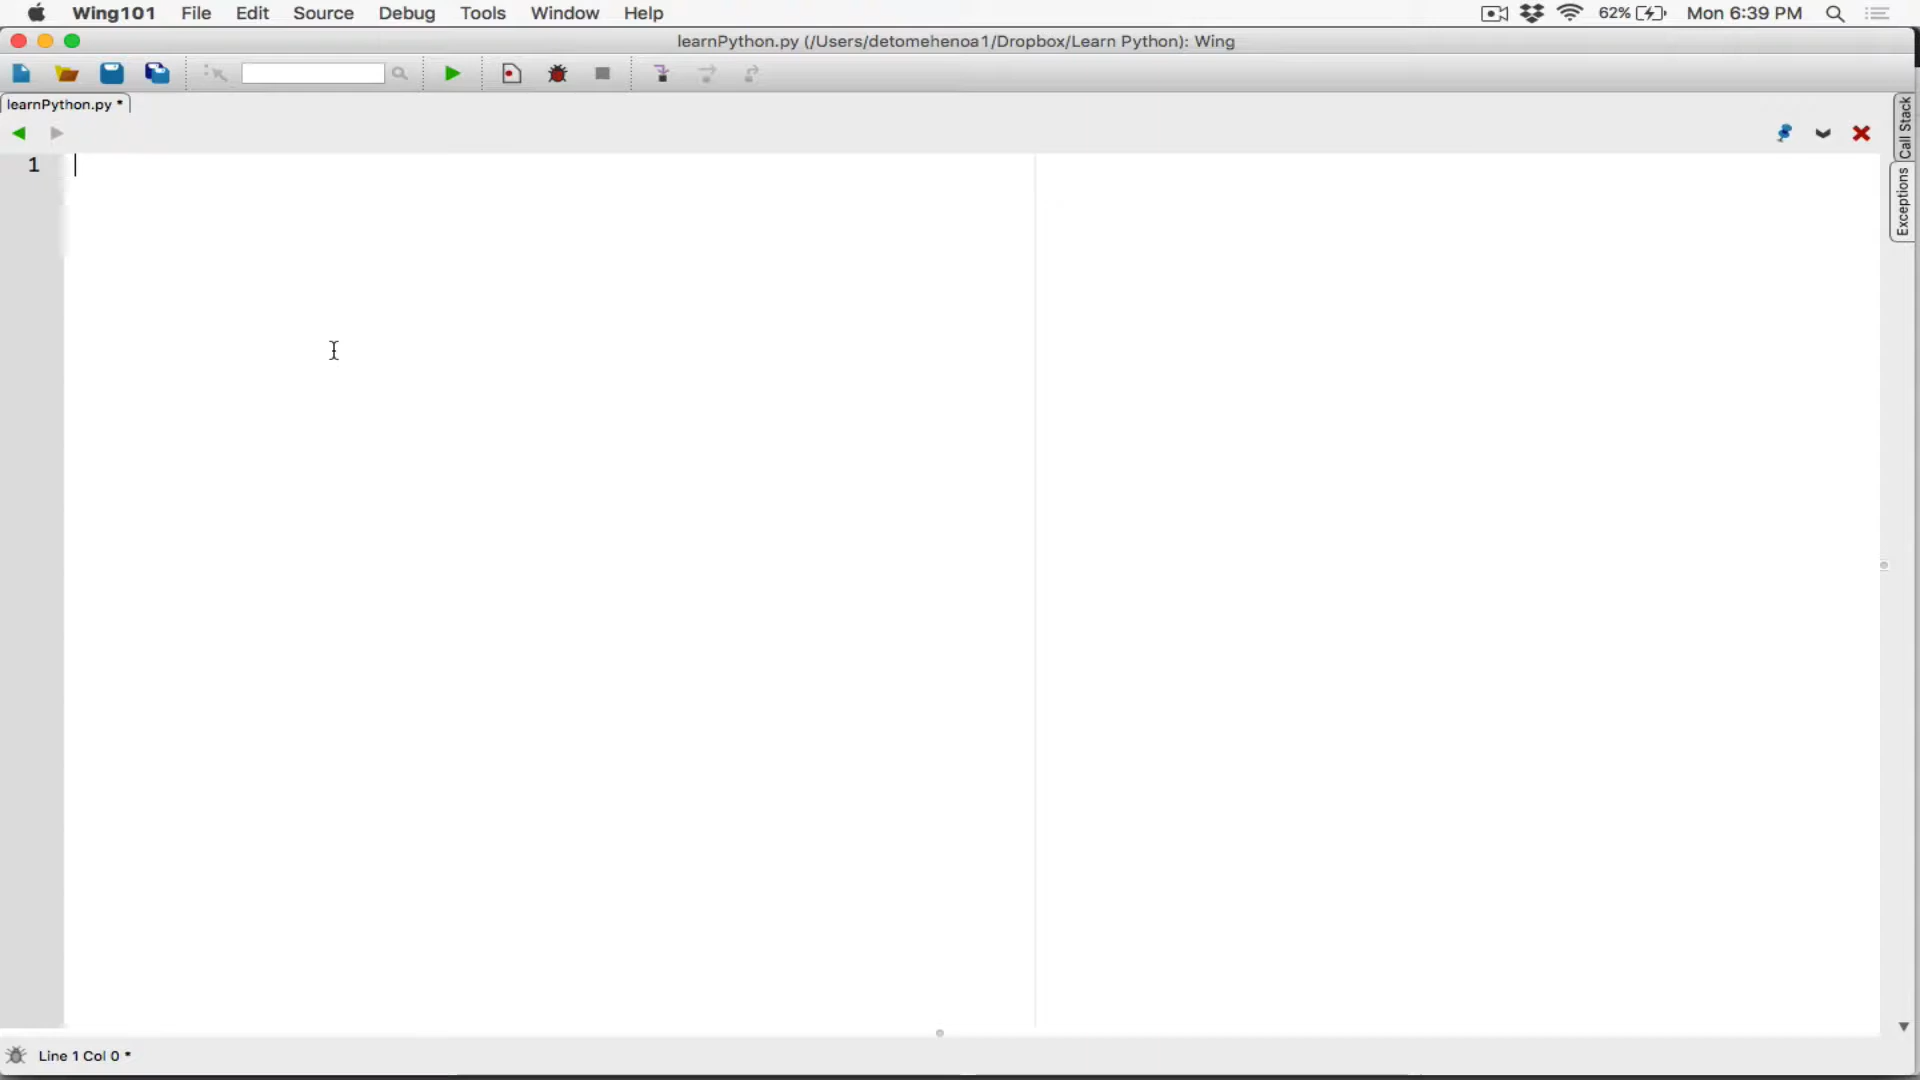 Wing101 File Edit Source Debug Tools Window Help 62% Mon 6:39 PM
learnPython.py (/Users/detomehenoa1/Dropbox/Learn Python): Wing
learnPython.py *
Call Stack
Exceptions
1
Line 1 Col 0 *